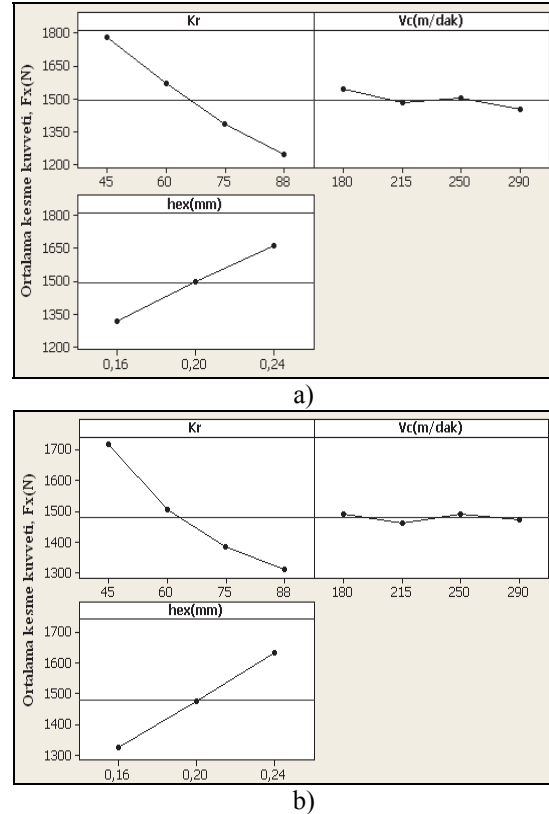 Kr Vc(m/dak)
Ortalama kesme kuvveti, Fx(N)
1800
1650
1500
1350
1200
45 60 75 88 180 215 250 290
hex(mm)
1800
1650
1500
1350
1200
0,16 0,20 0,24
a)
Kr Vc(m/dak)
Ortalama kesme kuvveti, Fx(N)
1700
1600
1500
1400
1300
45 60 75 88 180 215 250 290
hex(mm)
1700
1600
1500
1400
1300
0,16 0,20 0,24
b)